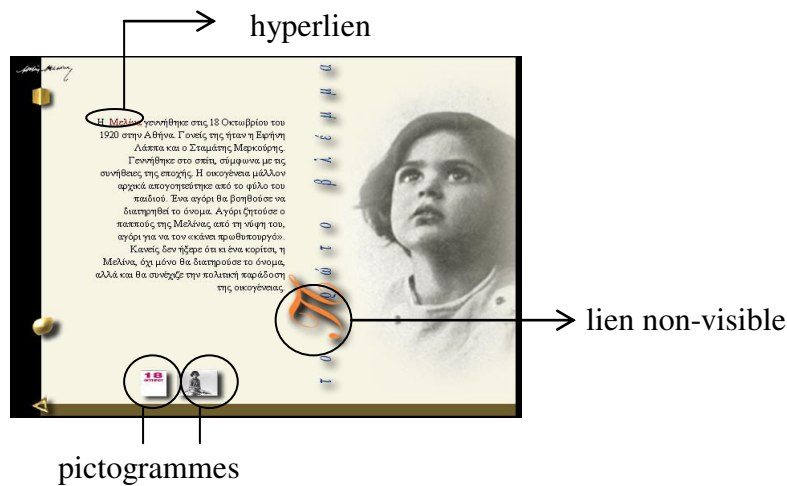 hyperlien
Η Μελίνα γεννήθηκε στις 18 Οκτωβρίου του
1920 στην Αθήνα. Γονείς της ήταν η Ειρήνη
Λάππα και ο Σταμάτης Μερκούρης.
Γεννήθηκε στο σπίτι, σύμφωνα με τις
συνήθειες της εποχής. Η οικογένεια μάλλον
αρχικά απογοητεύτηκε από το φύλο του
παιδιού. Ένα αγόρι θα βοηθούσε να
διατηρηθεί το όνομα. Αγόρι ζητούσε ο
παππούς της Μελίνας από τη νύφη του,
αγόρι για να τον «κάνει πρωθυπουργό».
Κανείς δεν ήξερε ότι κι ένα κορίτσι, η
Μελίνα, όχι μόνο θα διατηρούσε το όνομα,
αλλά και θα συνέχιζε την πολιτική παράδοση
της οικογένειας.
το Πρώτο βλέμμα
lien non-visible
18
pictogrammes